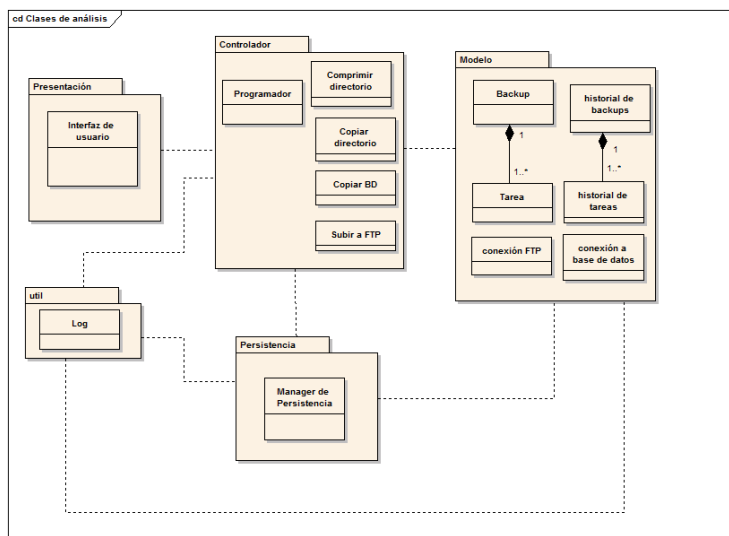 cd Clases de análisis
Presentación
Interfaz de
usuario
Controlador
Programador
Comprimir
directorio
Copiar
directorio
Copiar BD
Subir a FTP
Modelo
Backup
1
1..*
Tarea
historial de
backups
1
1..*
historial de
tareas
conexión FTP
conexión a
base de datos
util
Log
Persistencia
Manager de
Persistencia